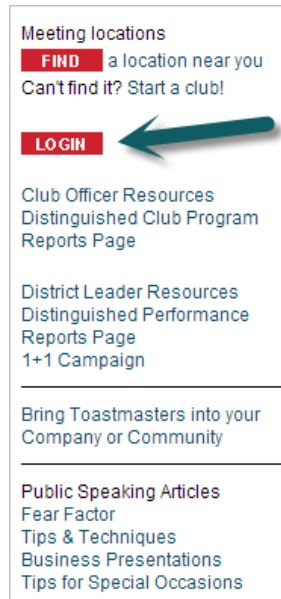 Meeting locations
FIND a location near you
Can't find it? Start a club!
LOGIN
Club Officer Resources
Distinguished Club Program
Reports Page
District Leader Resources
Distinguished Performance
Reports Page
1+1 Campaign
Bring Toastmasters into your
Company or Community
Public Speaking Articles
Fear Factor
Tips & Techniques
Business Presentations
Tips for Special Occasions